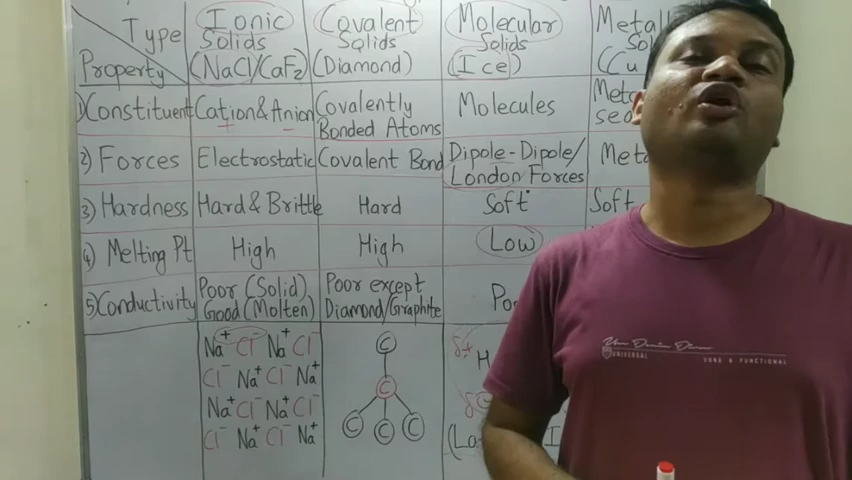 Type
Property
Ionic
Solids
(NaCl/CaF₂)
Covalent
Solids
(Diamond)
Molecular
Solids
(Ice)
1) Constituent
Cation & Anion
Covalently
Bonded Atoms
Molecules
2) Forces
Electrostatic
Covalent Bond
Dipole-Dipole/
London Forces
3) Hardness
Hard & Brittle
Hard
Soft
Soft
4) Melting Pt
High
High
Low
5) Conductivity
Poor (Solid)
Good (Molten)
Poor except
Diamond/Graphite
Na⁺ Cl⁻ Na⁺ Cl⁻
Cl⁻ Na⁺ Cl⁻ Na⁺
Na⁺ Cl⁻ Na⁺ Cl⁻
Cl⁻ Na⁺ Cl⁻ Na⁺
C
C
C C C
δ+ H
UNIVERSAL